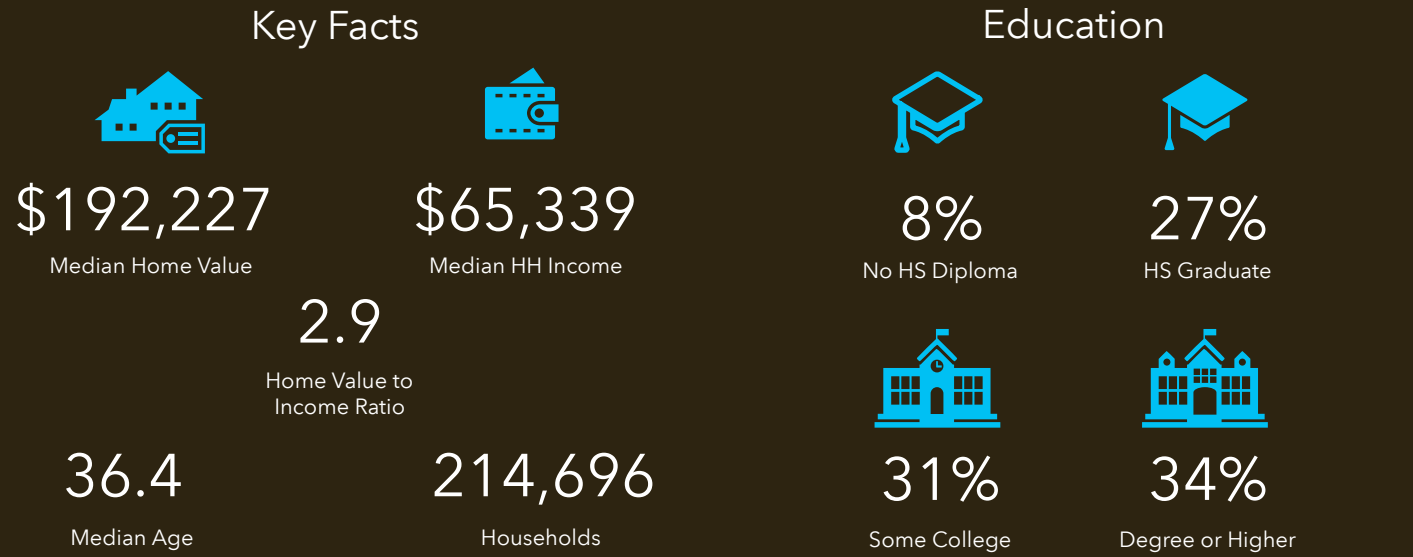 Key Facts
$192,227
Median Home Value
$65,339
Median HH Income
2.9
Home Value to
Income Ratio
36.4
Median Age
214,696
Households
Education
8%
No HS Diploma
27%
HS Graduate
31%
Some College
34%
Degree or Higher